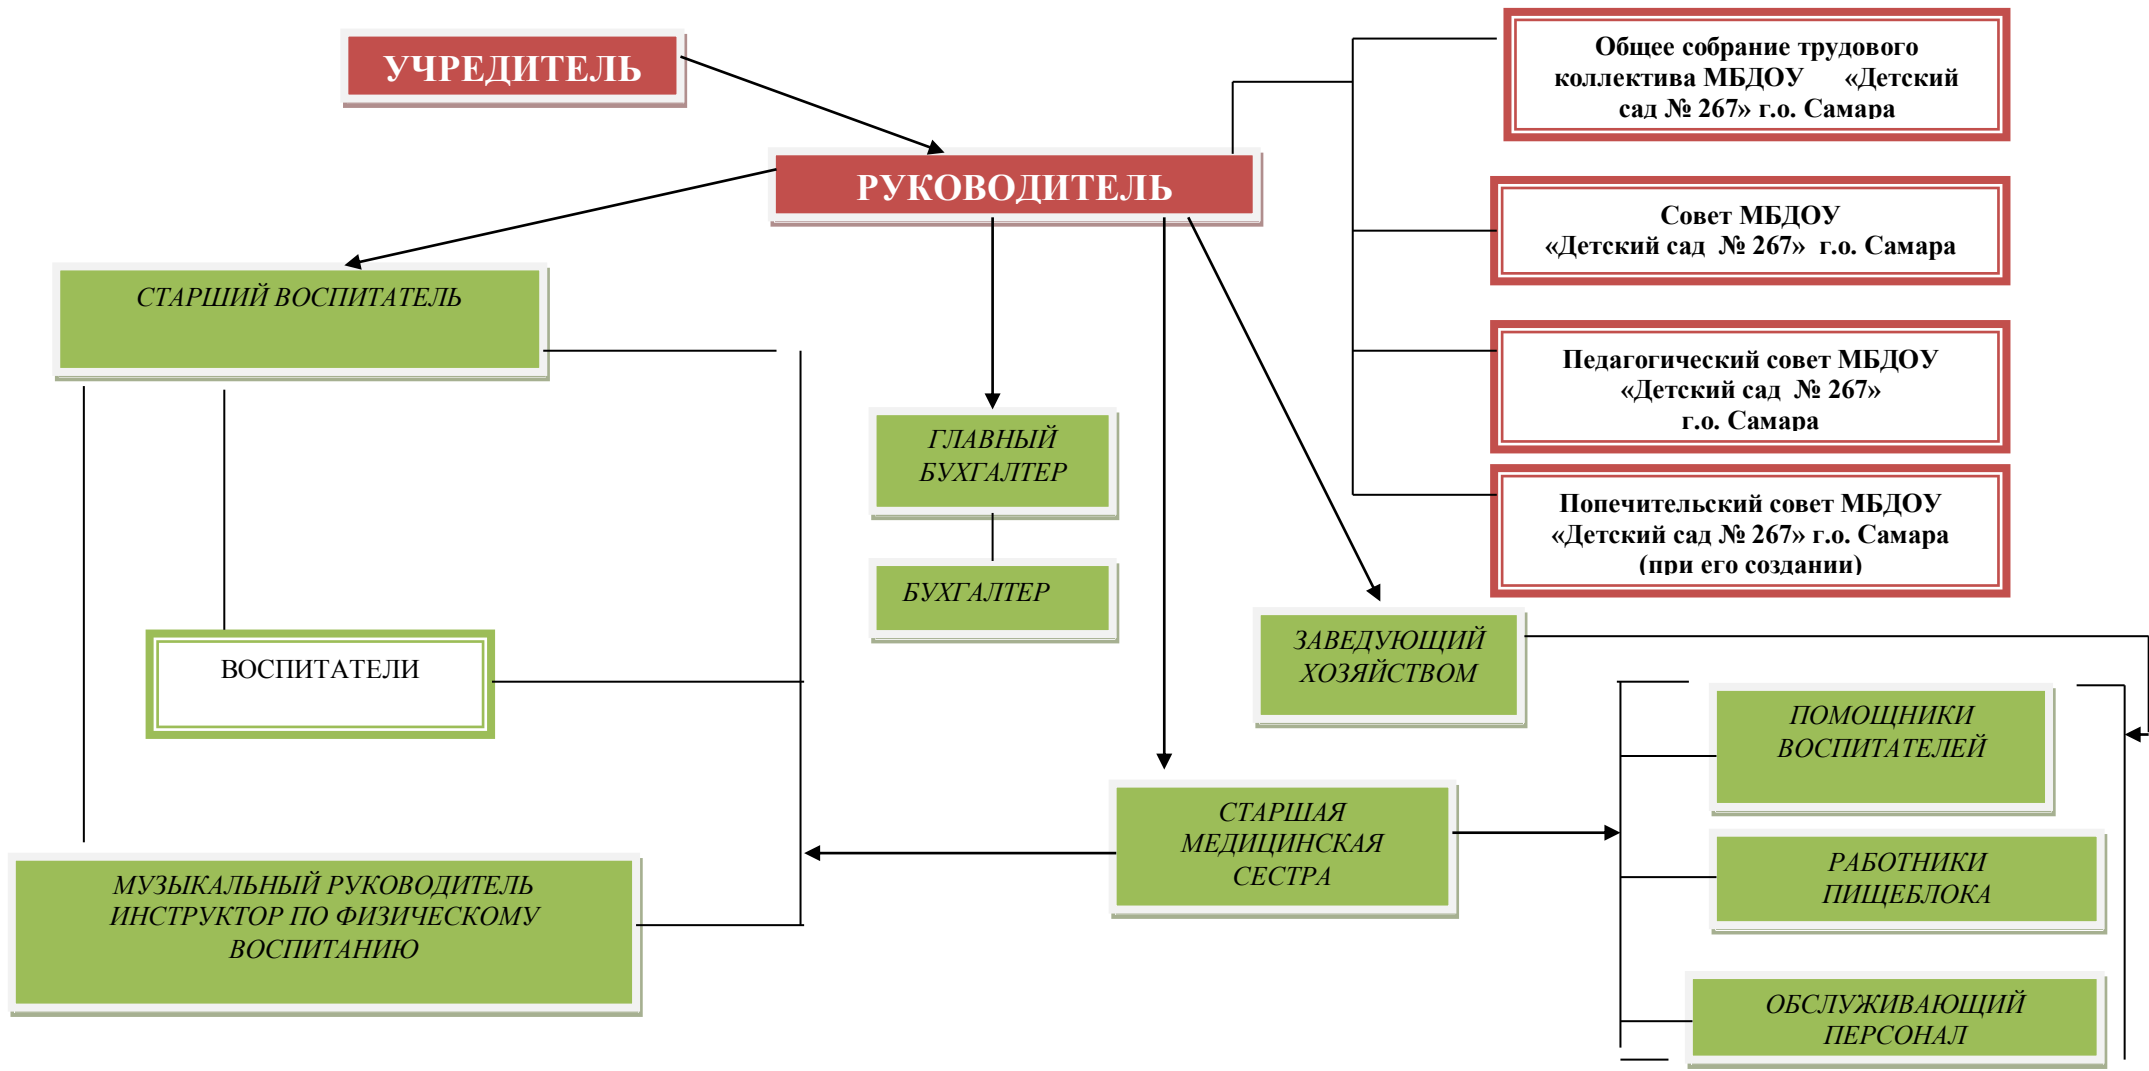 УЧРЕДИТЕЛЬ
РУКОВОДИТЕЛЬ
Общее собрание трудового
коллектива МБДОУ «Детский
сад № 267» г.о. Самара
Совет МБДОУ
«Детский сад № 267» г.о. Самара
Педагогический совет МБДОУ
«Детский сад № 267»
г.о. Самара
Попечительский совет МБДОУ
«Детский сад № 267» г.о. Самара
(при его создании)
СТАРШИЙ ВОСПИТАТЕЛЬ
ГЛАВНЫЙ
БУХГАЛТЕР
БУХГАЛТЕР
ВОСПИТАТЕЛИ
ЗАВЕДУЮЩИЙ
ХОЗЯЙСТВОМ
ПОМОЩНИКИ
ВОСПИТАТЕЛЕЙ
СТАРШАЯ
МЕДИЦИНСКАЯ
СЕСТРА
РАБОТНИКИ
ПИЩЕБЛОКА
МУЗЫКАЛЬНЫЙ РУКОВОДИТЕЛЬ
ИНСТРУКТОР ПО ФИЗИЧЕСКОМУ
ВОСПИТАНИЮ
ОБСЛУЖИВАЮЩИЙ
ПЕРСОНАЛ